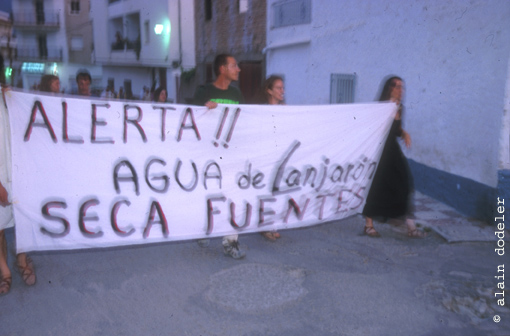 ALERTA!!
AGUA de Lanjarón
SECA FUENTES
© alain dodeler